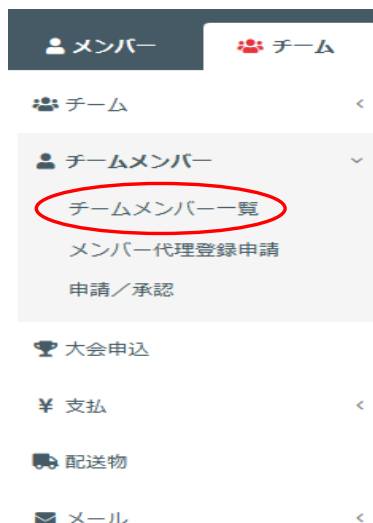 メンバー
チーム
チーム
チームメンバー
チームメンバー一覧
メンバー代理登録申請
申請／承認
大会申込
¥ 支払
配送物
メール